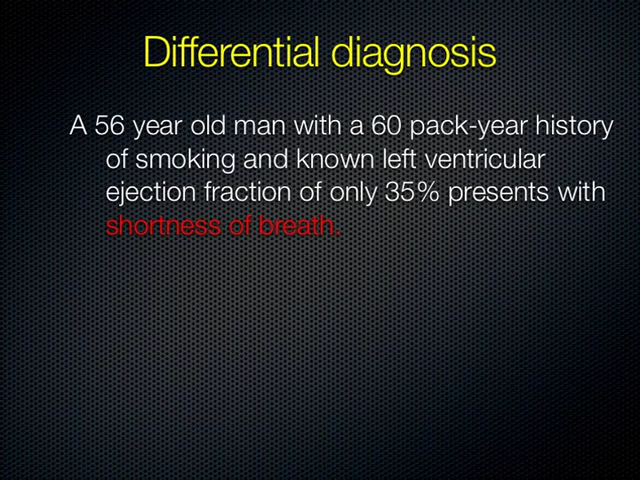 Differential diagnosis
A 56 year old man with a 60 pack-year history
of smoking and known left ventricular
ejection fraction of only 35% presents with
shortness of breath.